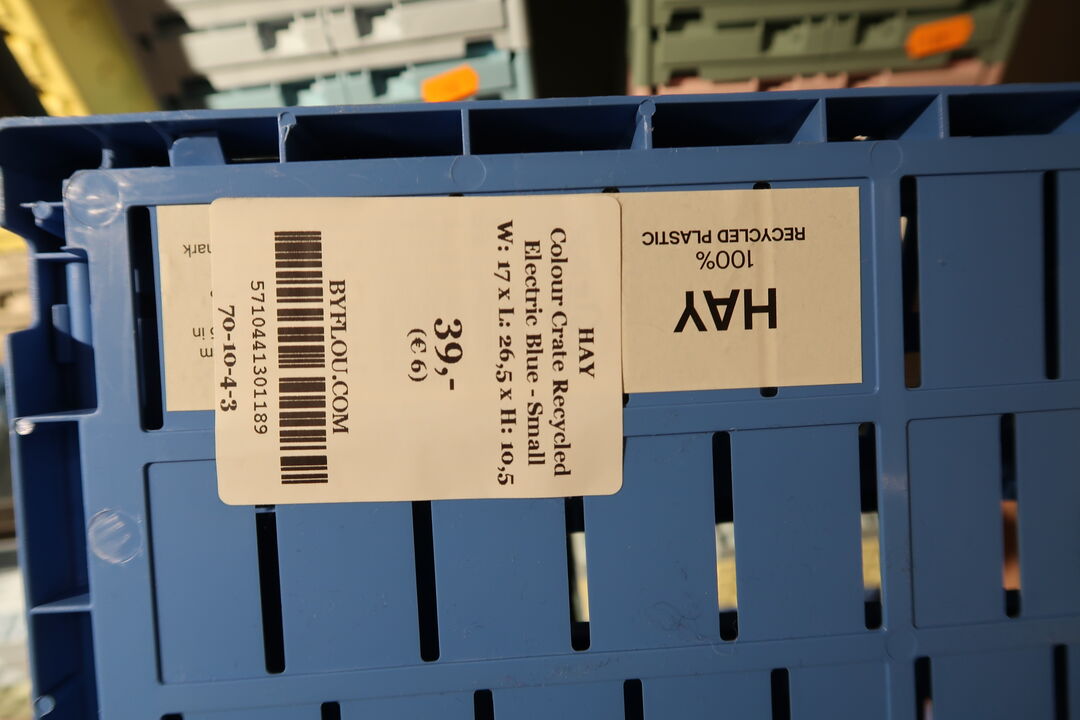 HAY
Colour Crate Recycled
Electric Blue - Small
W: 17 x L: 26,5 x H: 10,5
39,-
(€ 6)
BYFLOU.COM
5710441301189
70-10-4-3
HAY
100%
RECYCLED PLASTIC